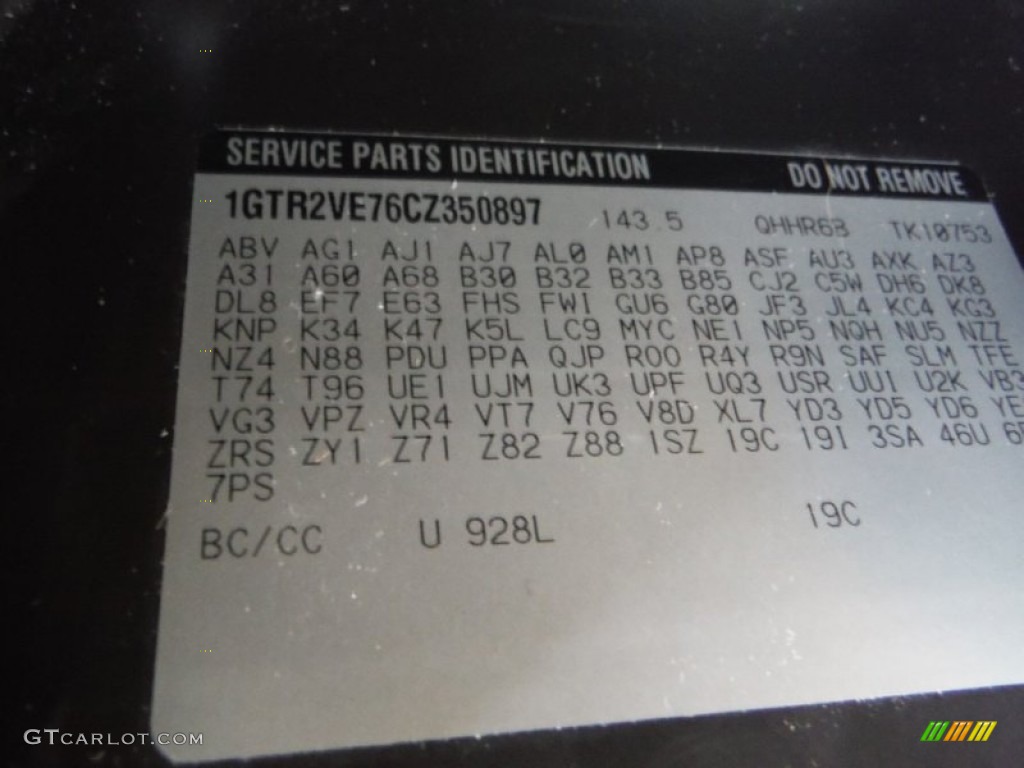 SERVICE PARTS IDENTIFICATION DO NOT REMOVE
1GTR2VE76CZ350897 143.5 QHHR6B TK10753
ABV AG1 AJ1 AJ7 AL0 AM1 AP8 ASF AU3 AXK AZ3
A31 A60 A68 B30 B32 B33 B85 CJ2 C5W DH6 DK8
DL8 EF7 E63 FHS FWI GU6 G80 JF3 JL4 KC4 KG3
KNP K34 K47 K5L LC9 MYC NE1 NP5 NQH NU5 NZZ
NZ4 N88 PDU PPA QJP ROO R4Y R9N SAF SLM TFE
T74 T96 UE1 UJM UK3 UPF UQ3 USR UU1 U2K VB3
VG3 VPZ VR4 VT7 V76 V8D XL7 YD3 YD5 YD6
ZRS ZY1 Z71 Z82 Z88 1SZ 19C 19I 3SA 46U
7PS
BC/CC U 928L 19C
GTCARLOT.COM